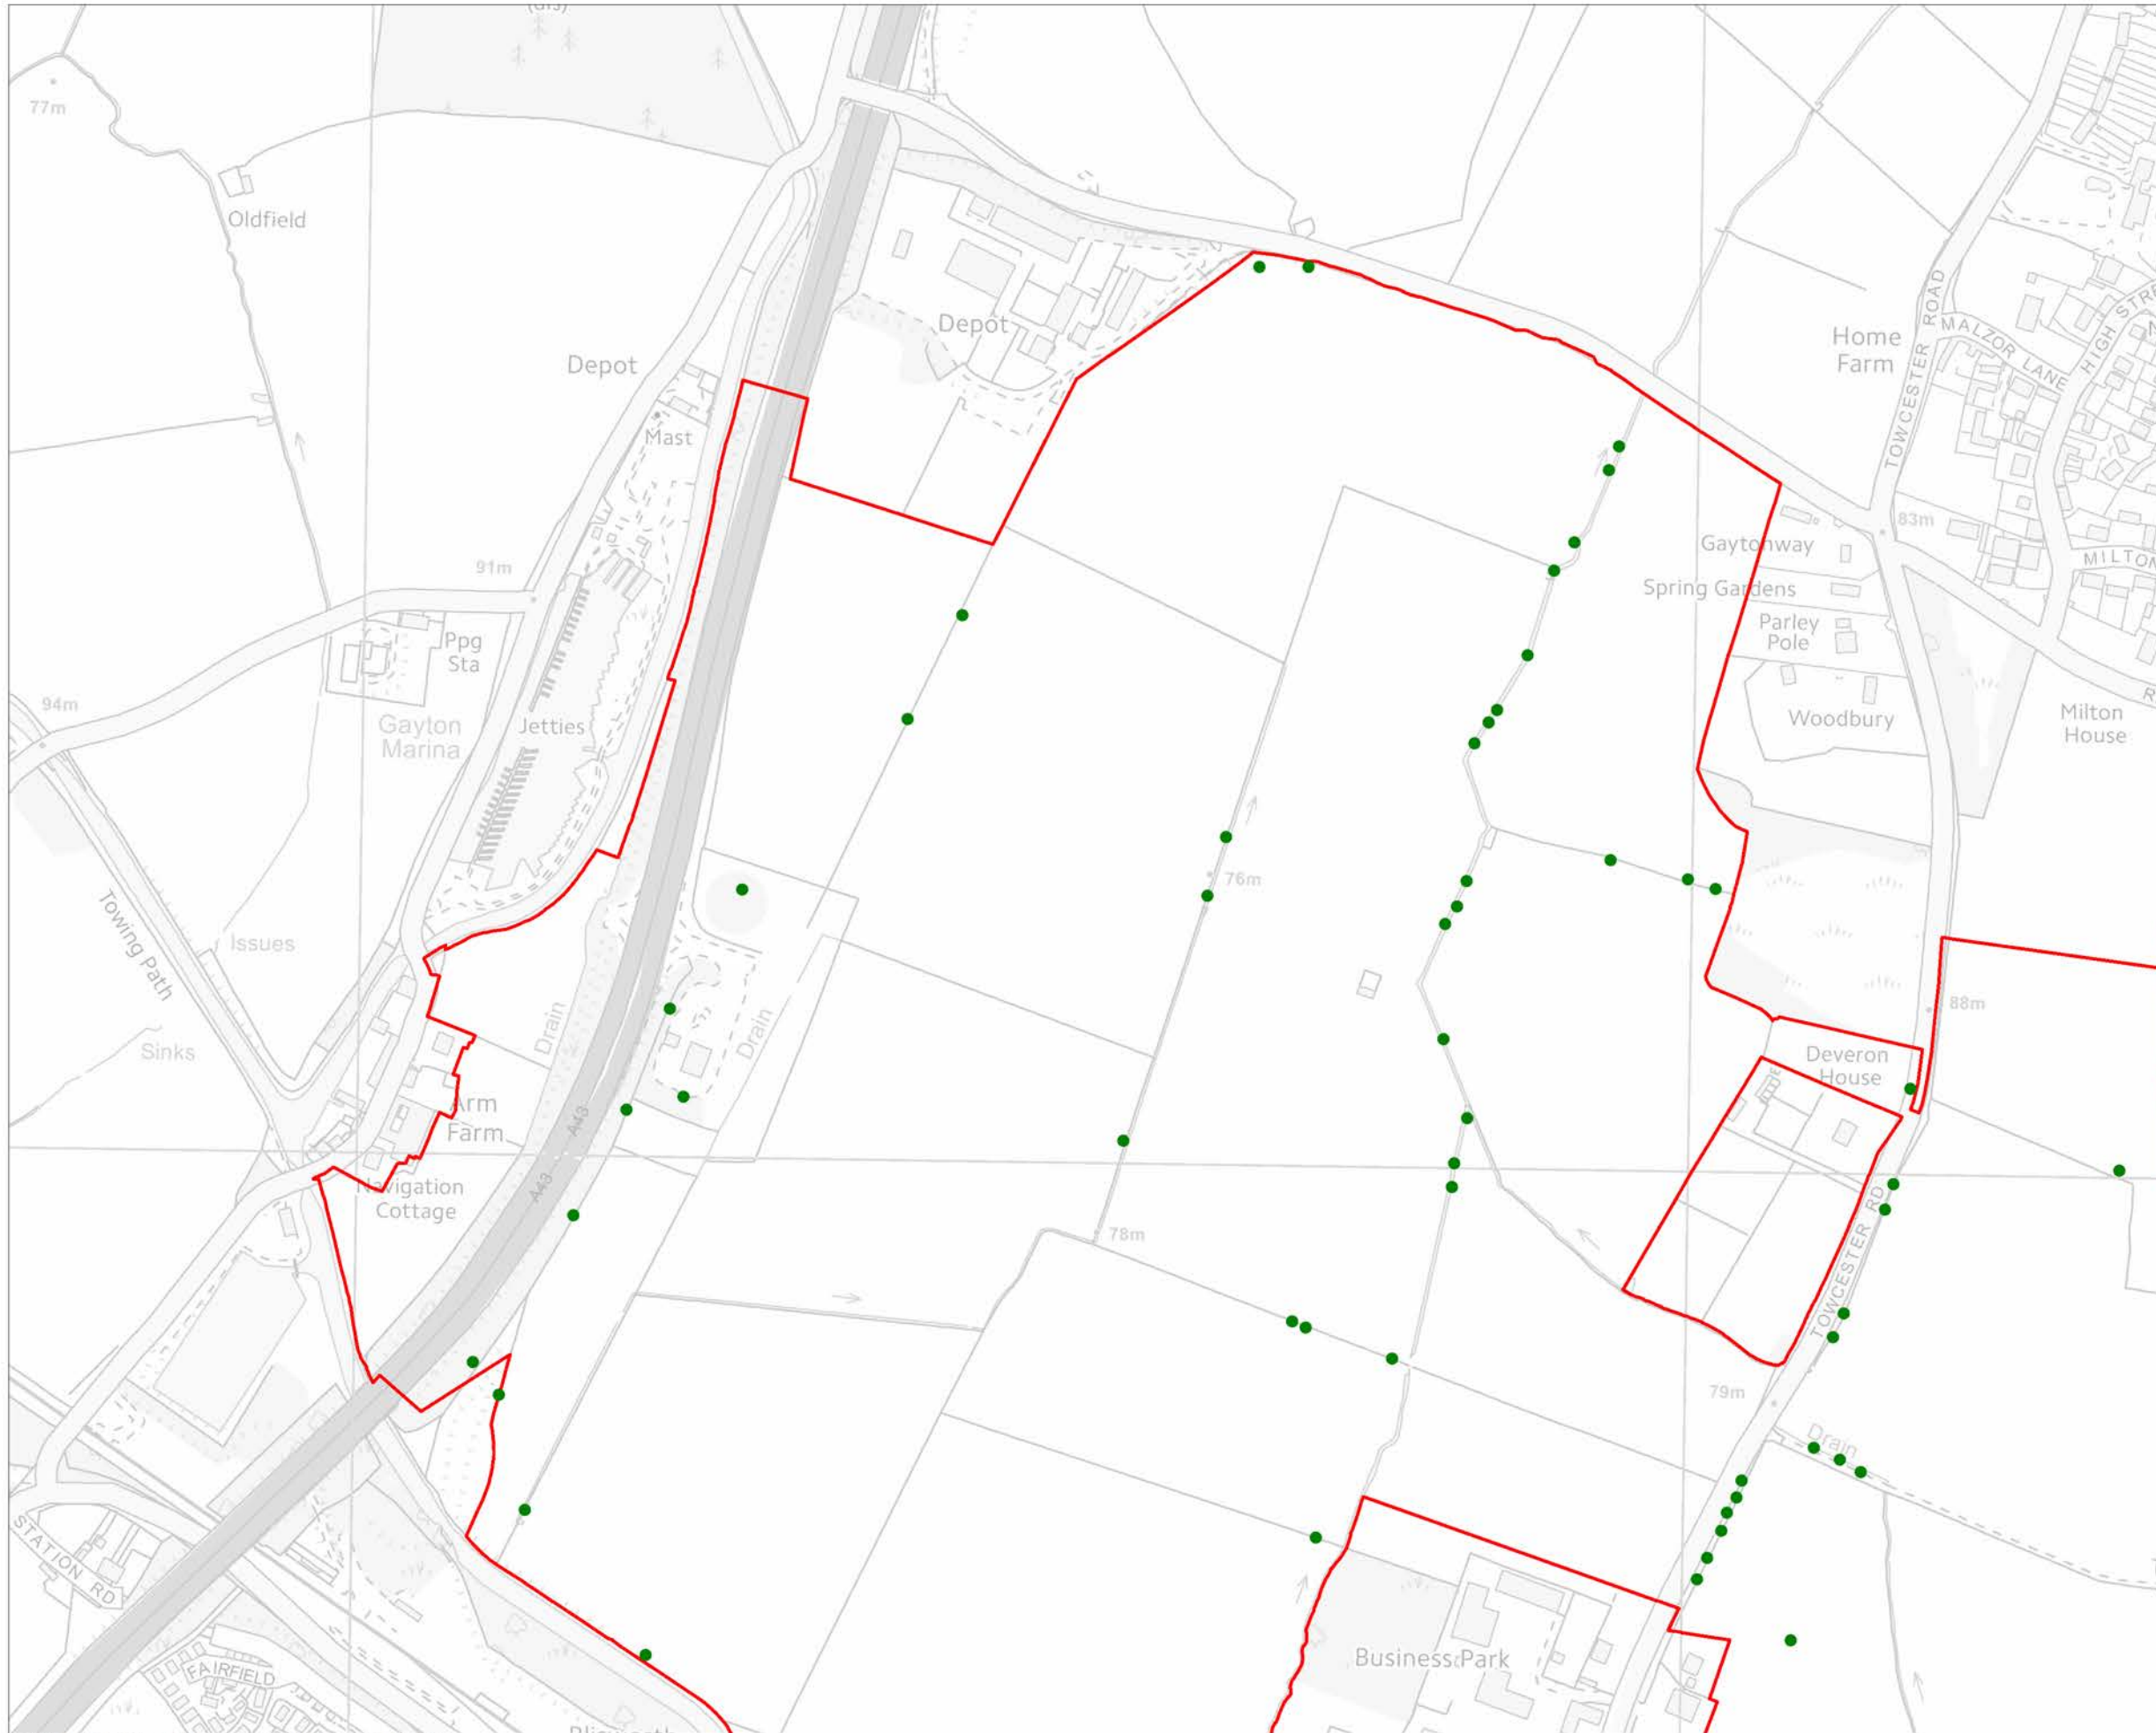 77m
Oldfield
Depot
Depot
Mast
Home
Farm
TOWCESTER ROAD
MALZOR LANE
91m
83m
Gaytonway
MILTON
Spring Gardens
Parley
Pole
Ppg
Sta
94m
Gayton
Marina
Jetties
Woodbury
Milton
House
76m
Towing Path
Issues
Drain
Drain
88m
Sinks
Deveron
House
Arm
Farm
A43
A43
Navigation
Cottage
78m
TOWCESTER RD
79m
Drain
STATION RD
Business Park
FAIRFIELD